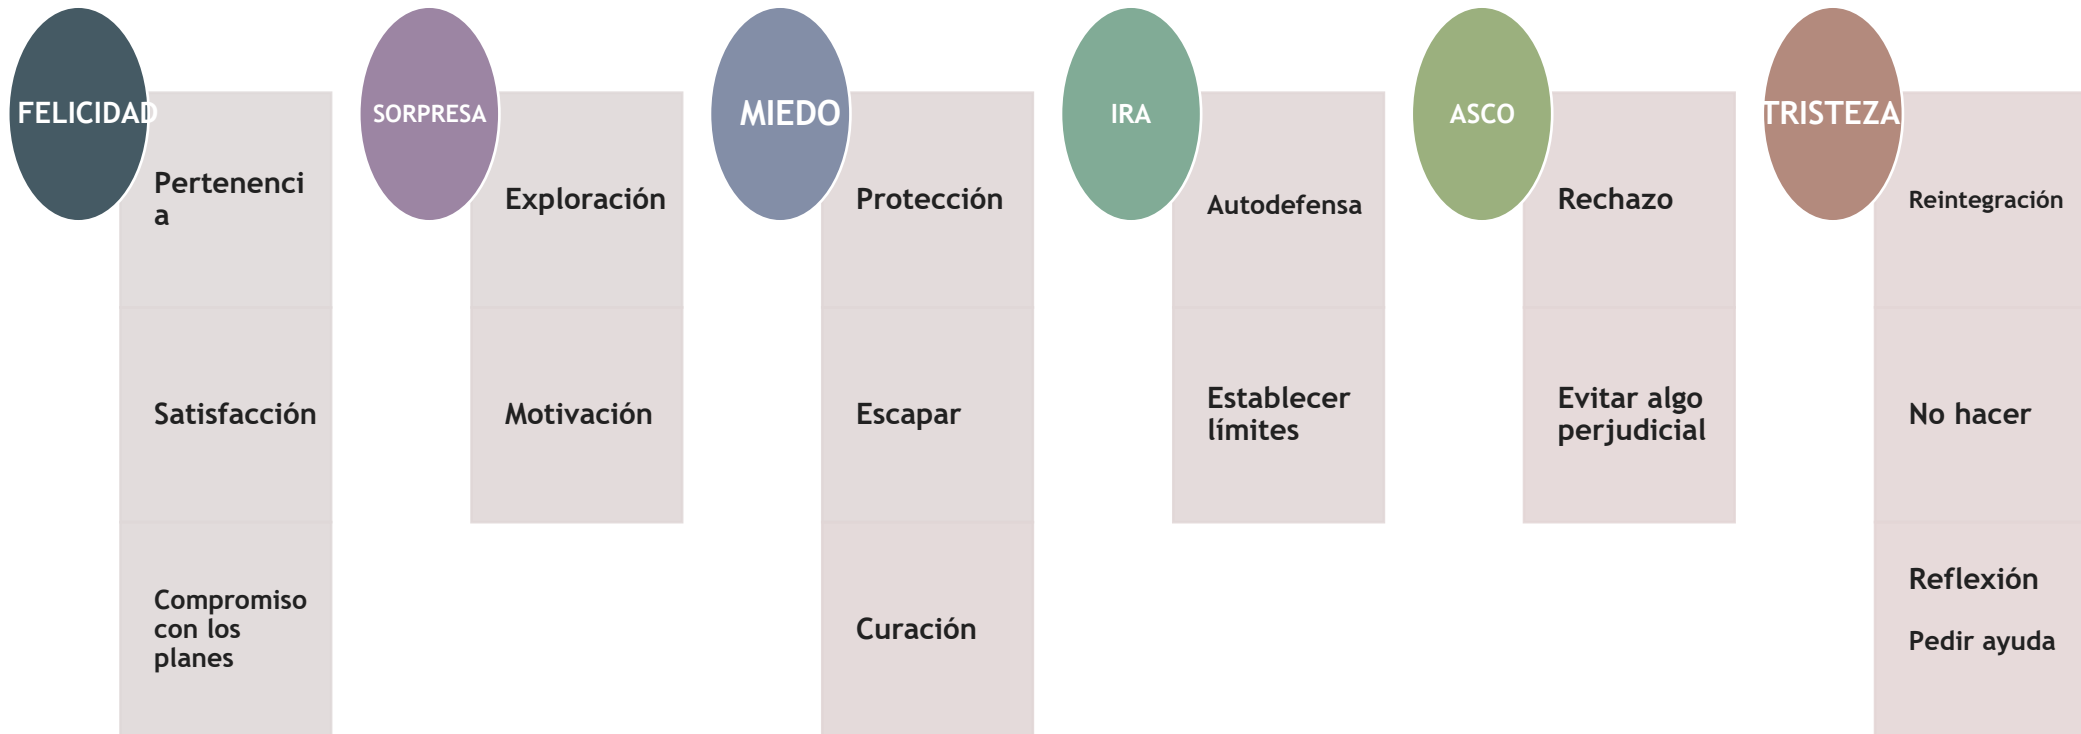 FELICIDAD
Pertenenci
a
Satisfacción
Compromiso
con los
planes
SORPRESA
Exploración
Motivación
MIEDO
Protección
Escapar
Curación
IRA
Autodefensa
Establecer
límites
ASCO
Rechazo
Evitar algo
perjudicial
TRISTEZA
Reintegración
No hacer
Reflexión
Pedir ayuda